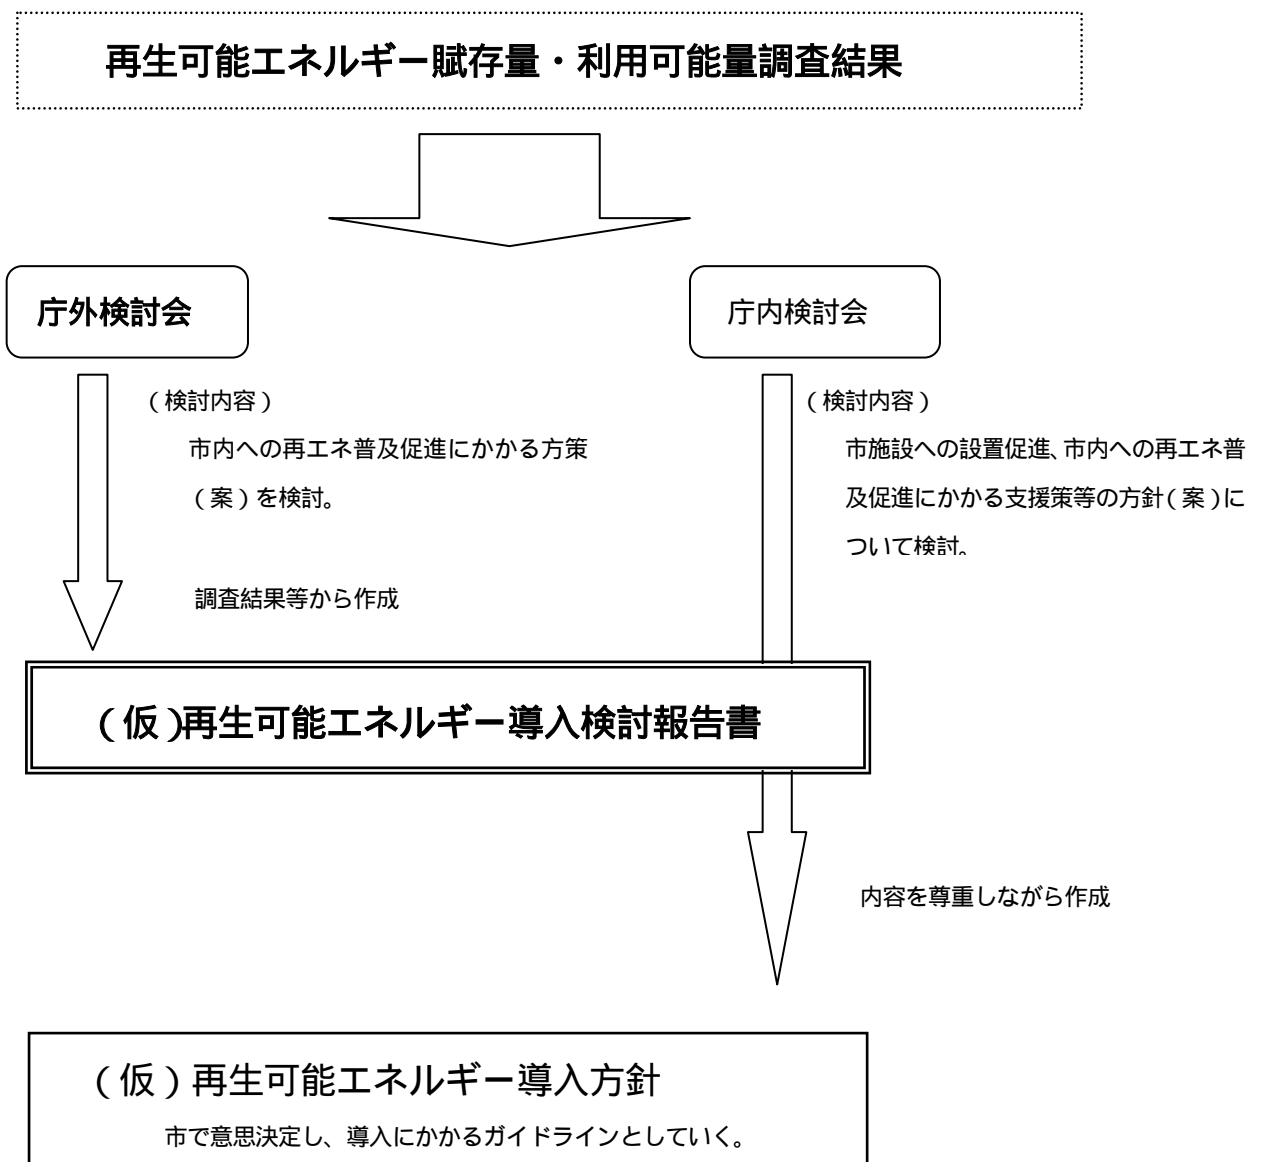 再生可能エネルギー賦存量・利用可能量調査結果
庁外検討会
庁内検討会
（検討内容）
市内への再エネ普及促進にかかる方策
（案）を検討。
調査結果等から作成
（検討内容）
市施設への設置促進、市内への再エネ普
及促進にかかる支援策等の方針（案）に
ついて検討。
（仮）再生可能エネルギー導入検討報告書
内容を尊重しながら作成
（仮）再生可能エネルギー導入方針
市で意思決定し、導入にかかるガイドラインとしていく。